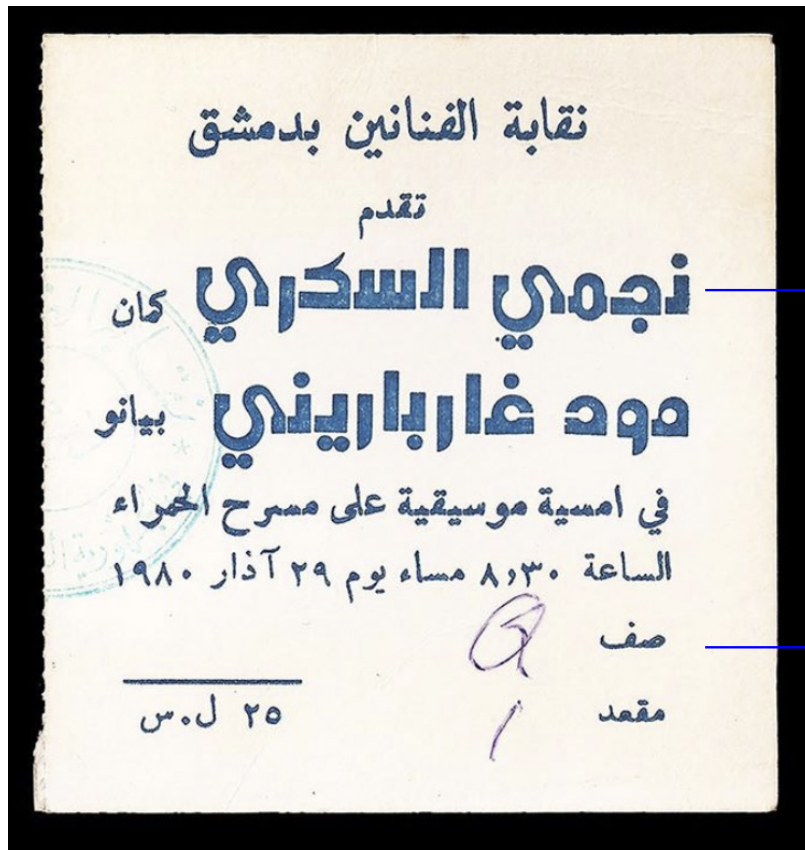 نقابة الفنانين بدمشق
تقدم
نجمي السكري كان
مود غارباريني بيانو
في امسية موسيقية على مسرح الحمراء
الساعة ٨,٣٠ مساء يوم ٢٩ آذار ١٩٨٠
صف
مقعد ١
٢٥ ل.س